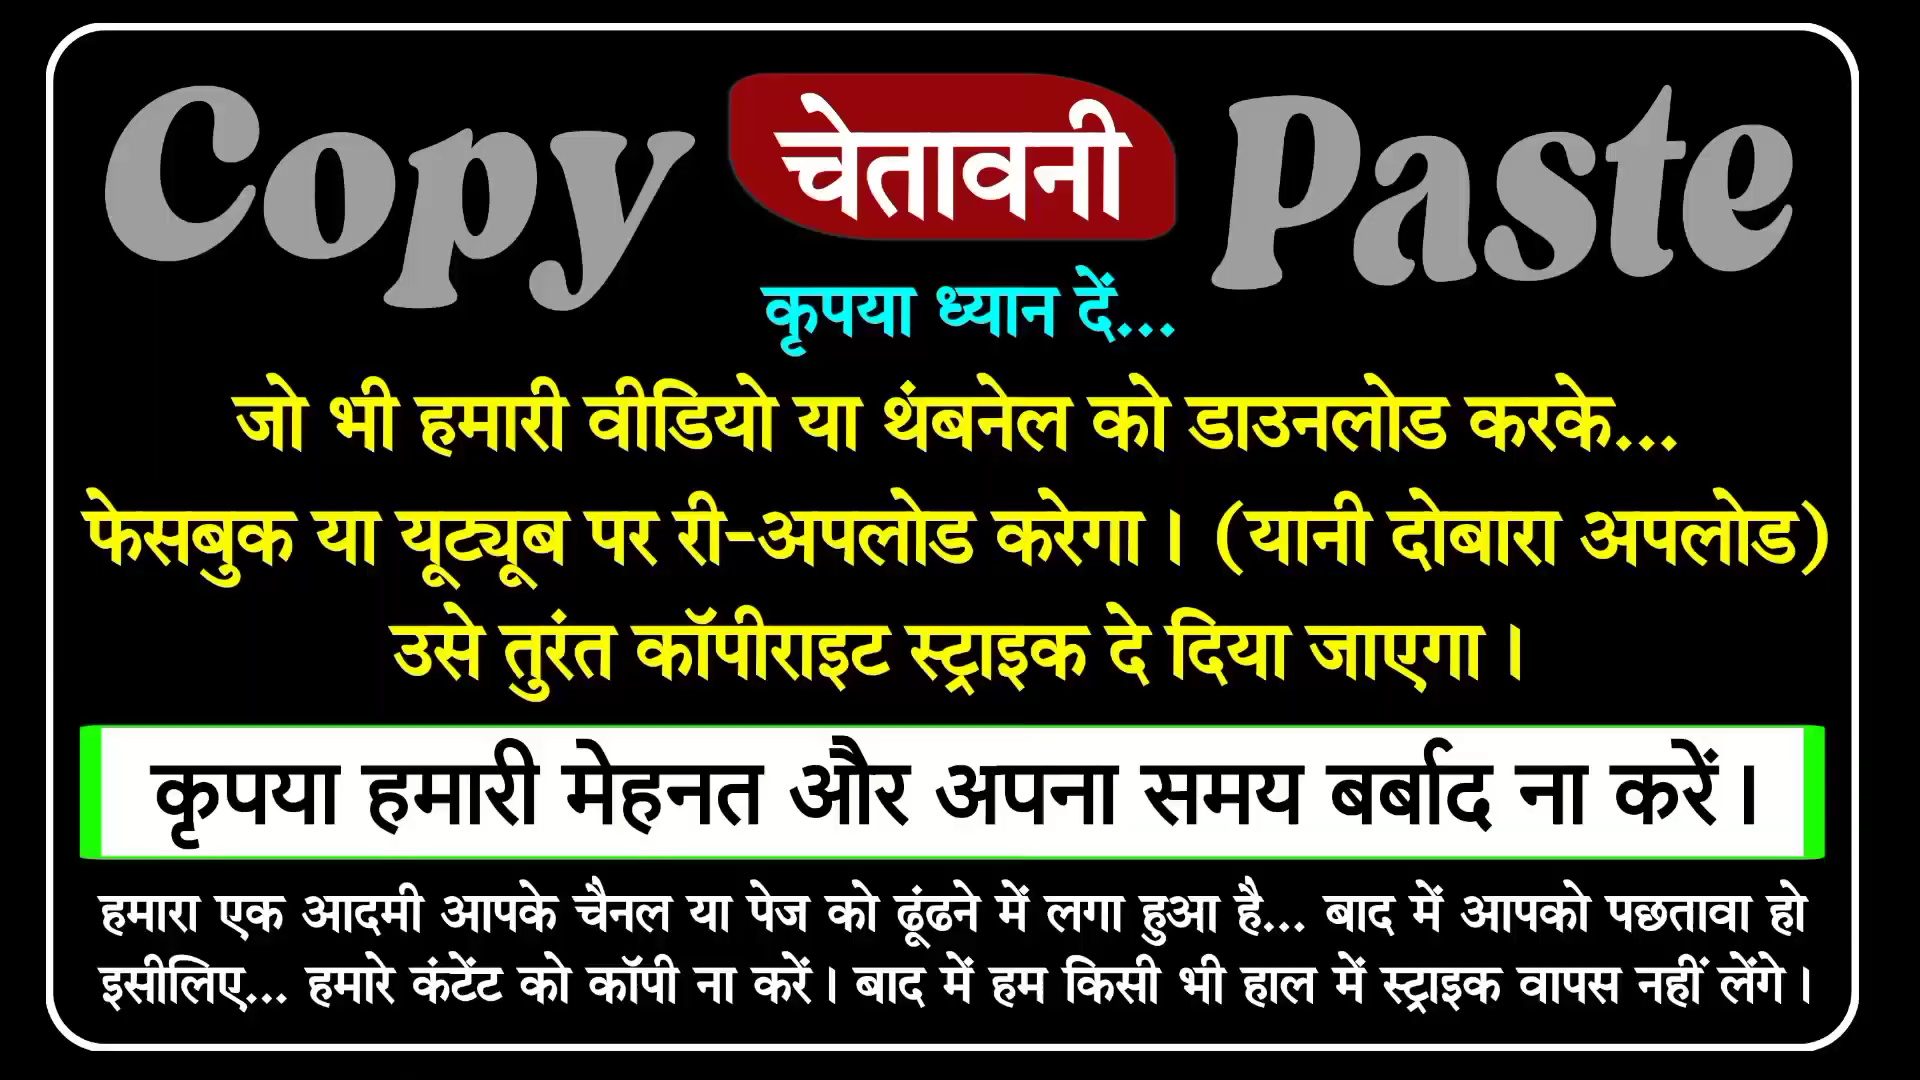 Copy चेतावनी Paste
कृपया ध्यान दें...
जो भी हमारी वीडियो या थंबनेल को डाउनलोड करके...
फेसबुक या यूट्यूब पर री-अपलोड करेगा। (यानी दोबारा अपलोड)
उसे तुरंत कॉपीराइट स्ट्राइक दे दिया जाएगा।
कृपया हमारी मेहनत और अपना समय बर्बाद ना करें।
हमारा एक आदमी आपके चैनल या पेज को ढूंढने में लगा हुआ है... बाद में आपको पछतावा हो
इसीलिए... हमारे कंटेंट को कॉपी ना करें। बाद में हम किसी भी हाल में स्ट्राइक वापस नहीं लेंगे।